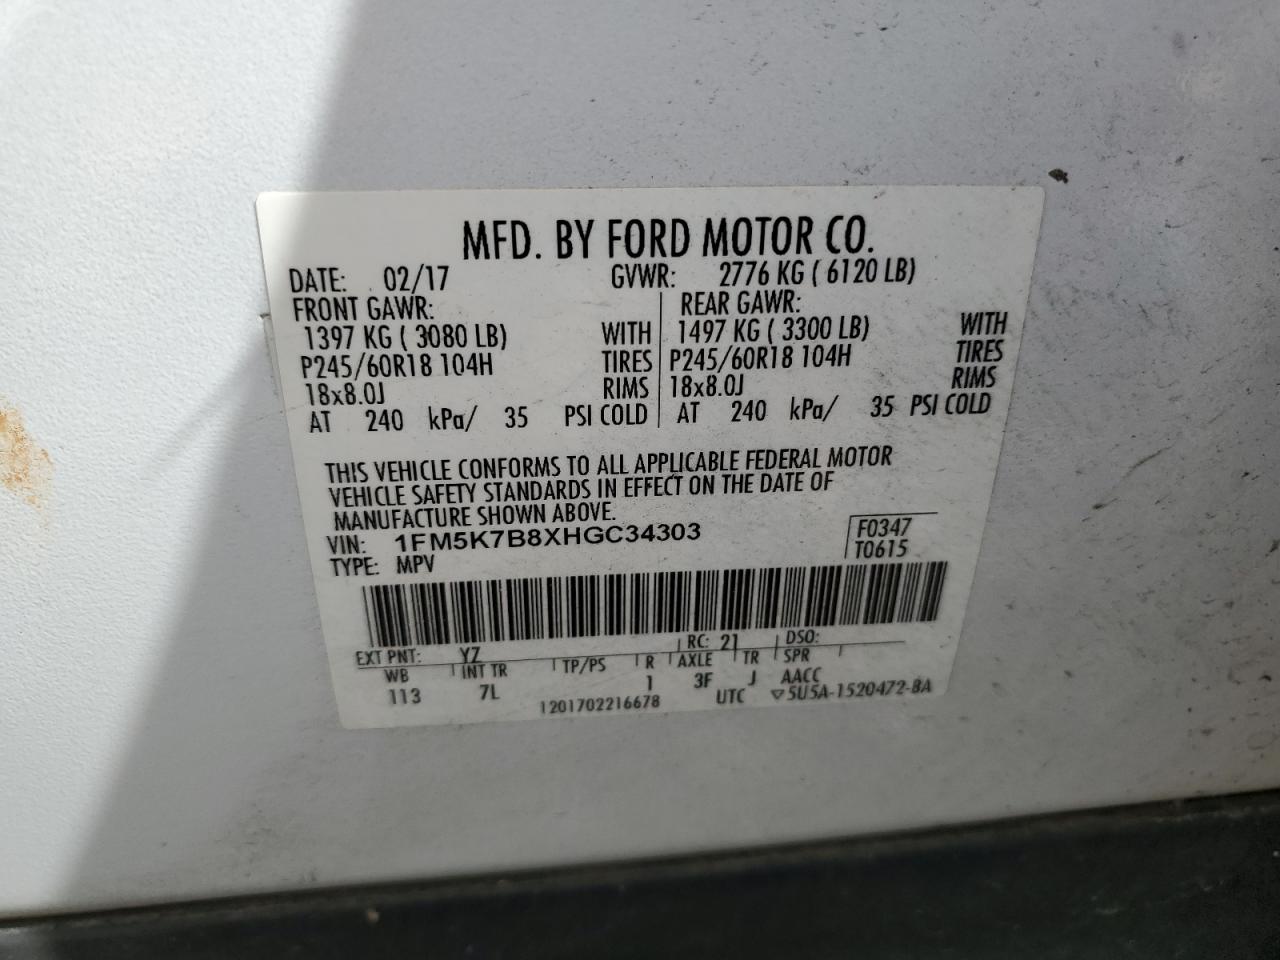 MFD. BY FORD MOTOR CO.
DATE: 02/17 GVWR: 2776 KG ( 6120 LB)
FRONT GAWR: REAR GAWR:
1397 KG ( 3080 LB) WITH 1497 KG ( 3300 LB) WITH
P245/60R18 104H TIRES P245/60R18 104H TIRES
18x8.0J RIMS 18x8.0J RIMS
AT 240 kPa/ 35 PSI COLD AT 240 kPa/ 35 PSI COLD
THIS VEHICLE CONFORMS TO ALL APPLICABLE FEDERAL MOTOR
VEHICLE SAFETY STANDARDS IN EFFECT ON THE DATE OF
MANUFACTURE SHOWN ABOVE.
VIN: 1FM5K7B8XHGC34303 F0347
TYPE: MPV T0615
EXT PNT: YZ RC: 21 DSO:
WB INT TR TP/PS R AXLE TR SPR
113 7L 1 3F J AACC
1201702216678 UTC ▽5U5A-1520472-BA